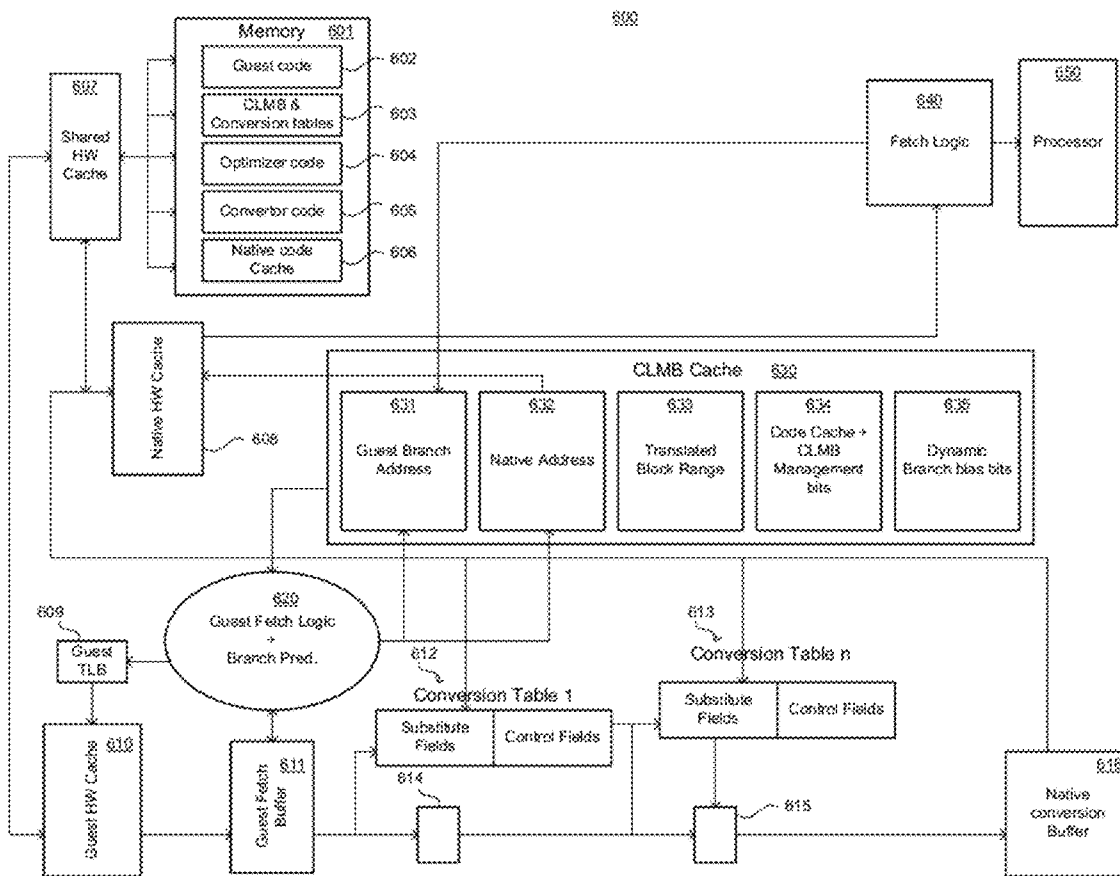 600
Memory 601
Guest code
602
CLMB &
Conversion tables
603
Optimizer code
604
Convertor code
605
Native code
Cache
606
607
Shared
HW
Cache
640
Fetch Logic
650
Processor
Native HW Cache
608
CLMB Cache 630
631
Guest Branch
Address
632
Native Address
633
Translated
Block Range
634
Code Cache +
CLMB
Management
bits
635
Dynamic
Branch bias bits
620
Guest Fetch Logic
+
Branch Pred.
609
Guest
TLB
610
Guest HW Cache
611
Guest Fetch
Buffer
612
Conversion Table 1
Substitute
Fields
Control Fields
613
Conversion Table n
Substitute
Fields
Control Fields
614
615
616
Native
conversion
Buffer